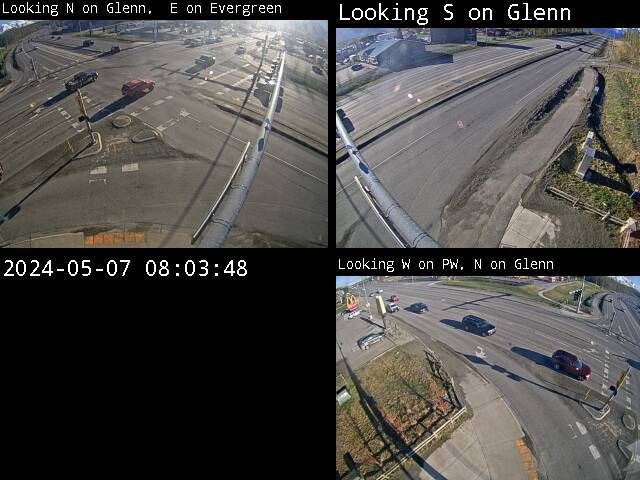 Looking N on Glenn,  E on Evergreen
Looking S on Glenn
2024-05-07 08:03:48
Looking W on PW, N on Glenn